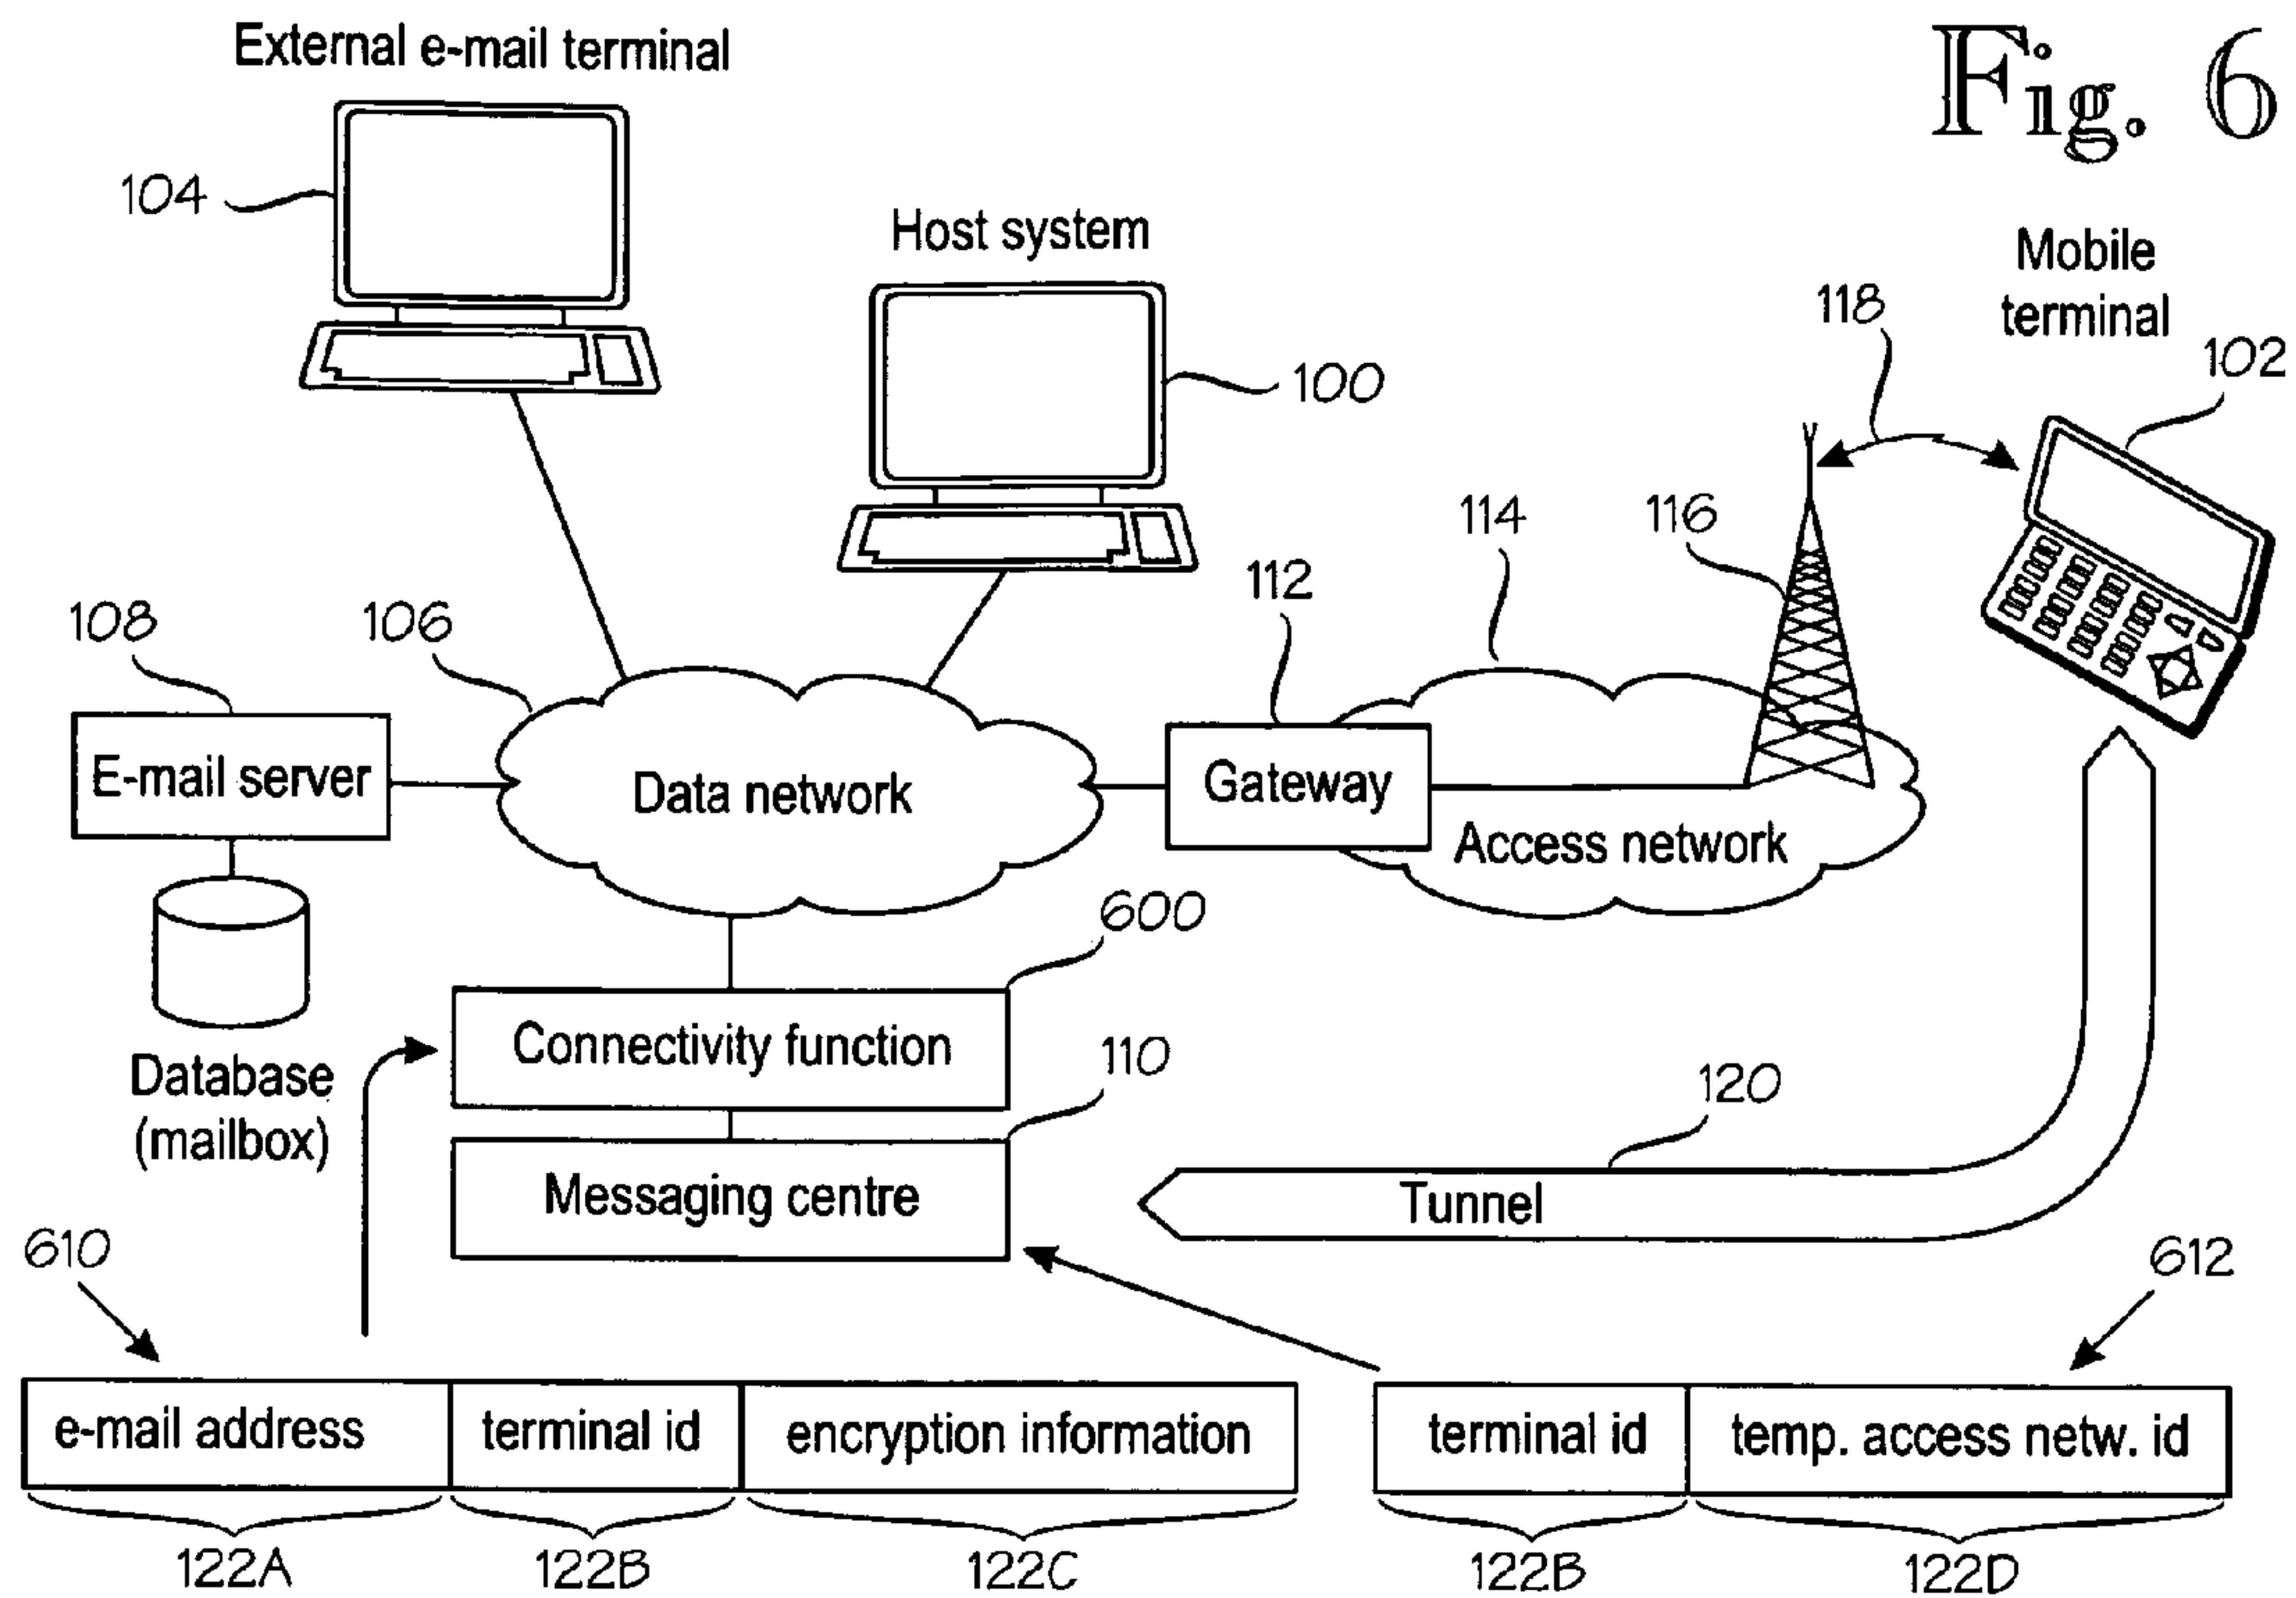 Fig. 6
External e-mail terminal
104
Host system
100
Mobile
terminal
118
102
114
116
112
108
106
E-mail server
Data network
Gateway
Access network
600
Connectivity function
Database
(mailbox)
110
Messaging centre
120
Tunnel
610
612
e-mail address
terminal id
encryption information
terminal id
temp. access netw. id
122A
122B
122C
122B
122D